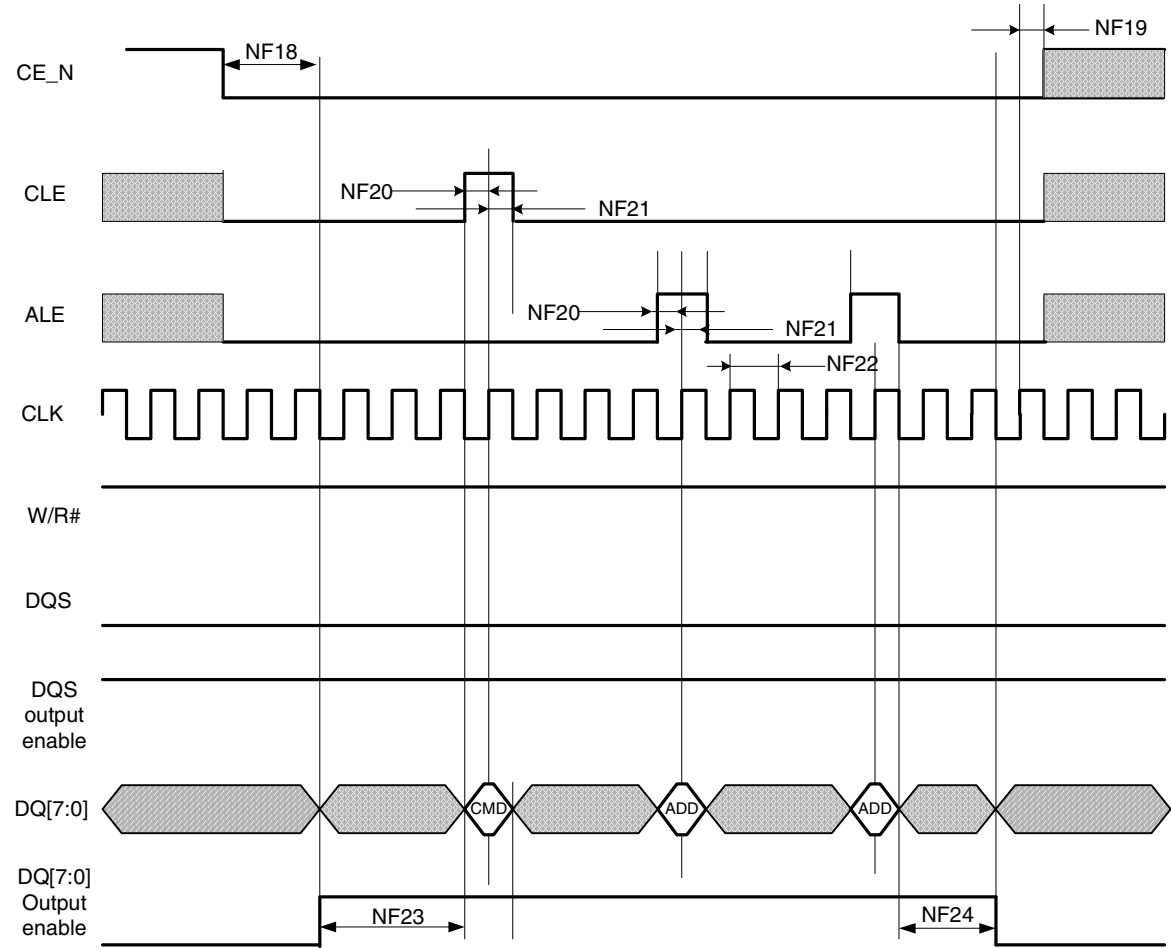 NF19
NF18
CE_N
CLE
NF20
NF21
ALE
NF20
NF21
NF22
CLK
W/R#
DQS
DQS
output
enable
DQ[7:0]
CMD
ADD
ADD
DQ[7:0]
Output
enable
NF23
NF24